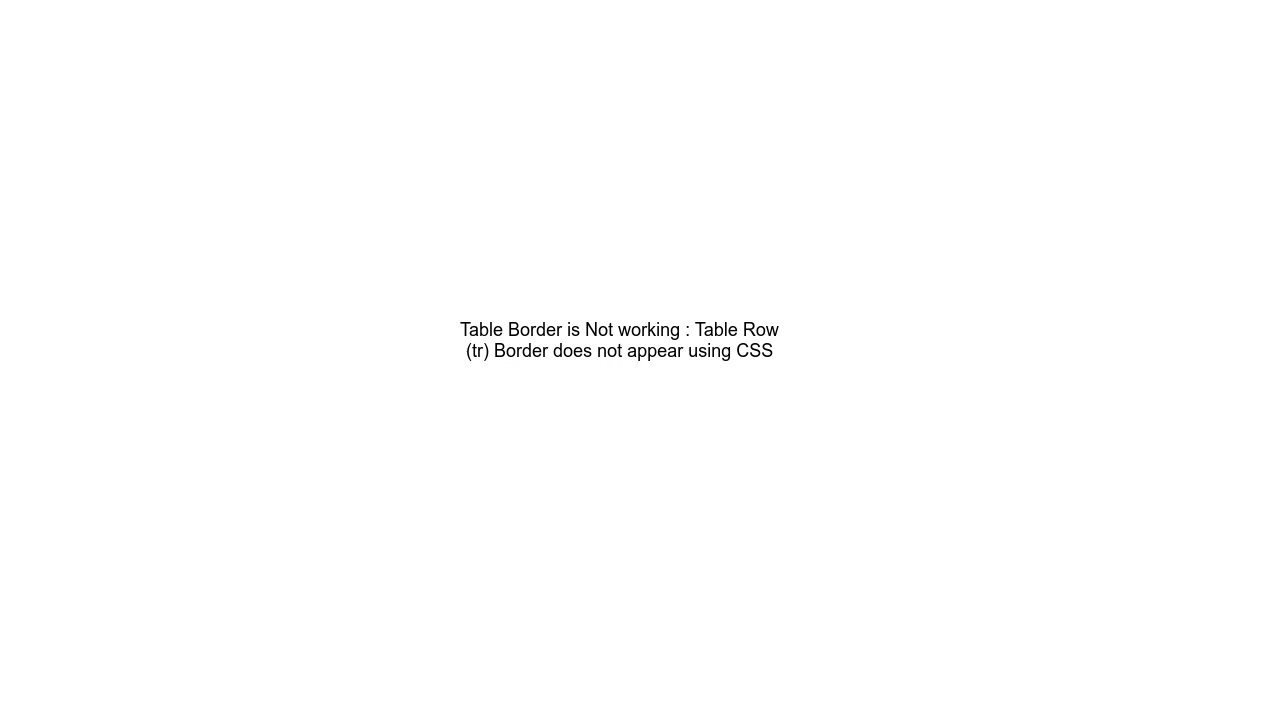 Table Border is Not working : Table Row
(tr) Border does not appear using CSS